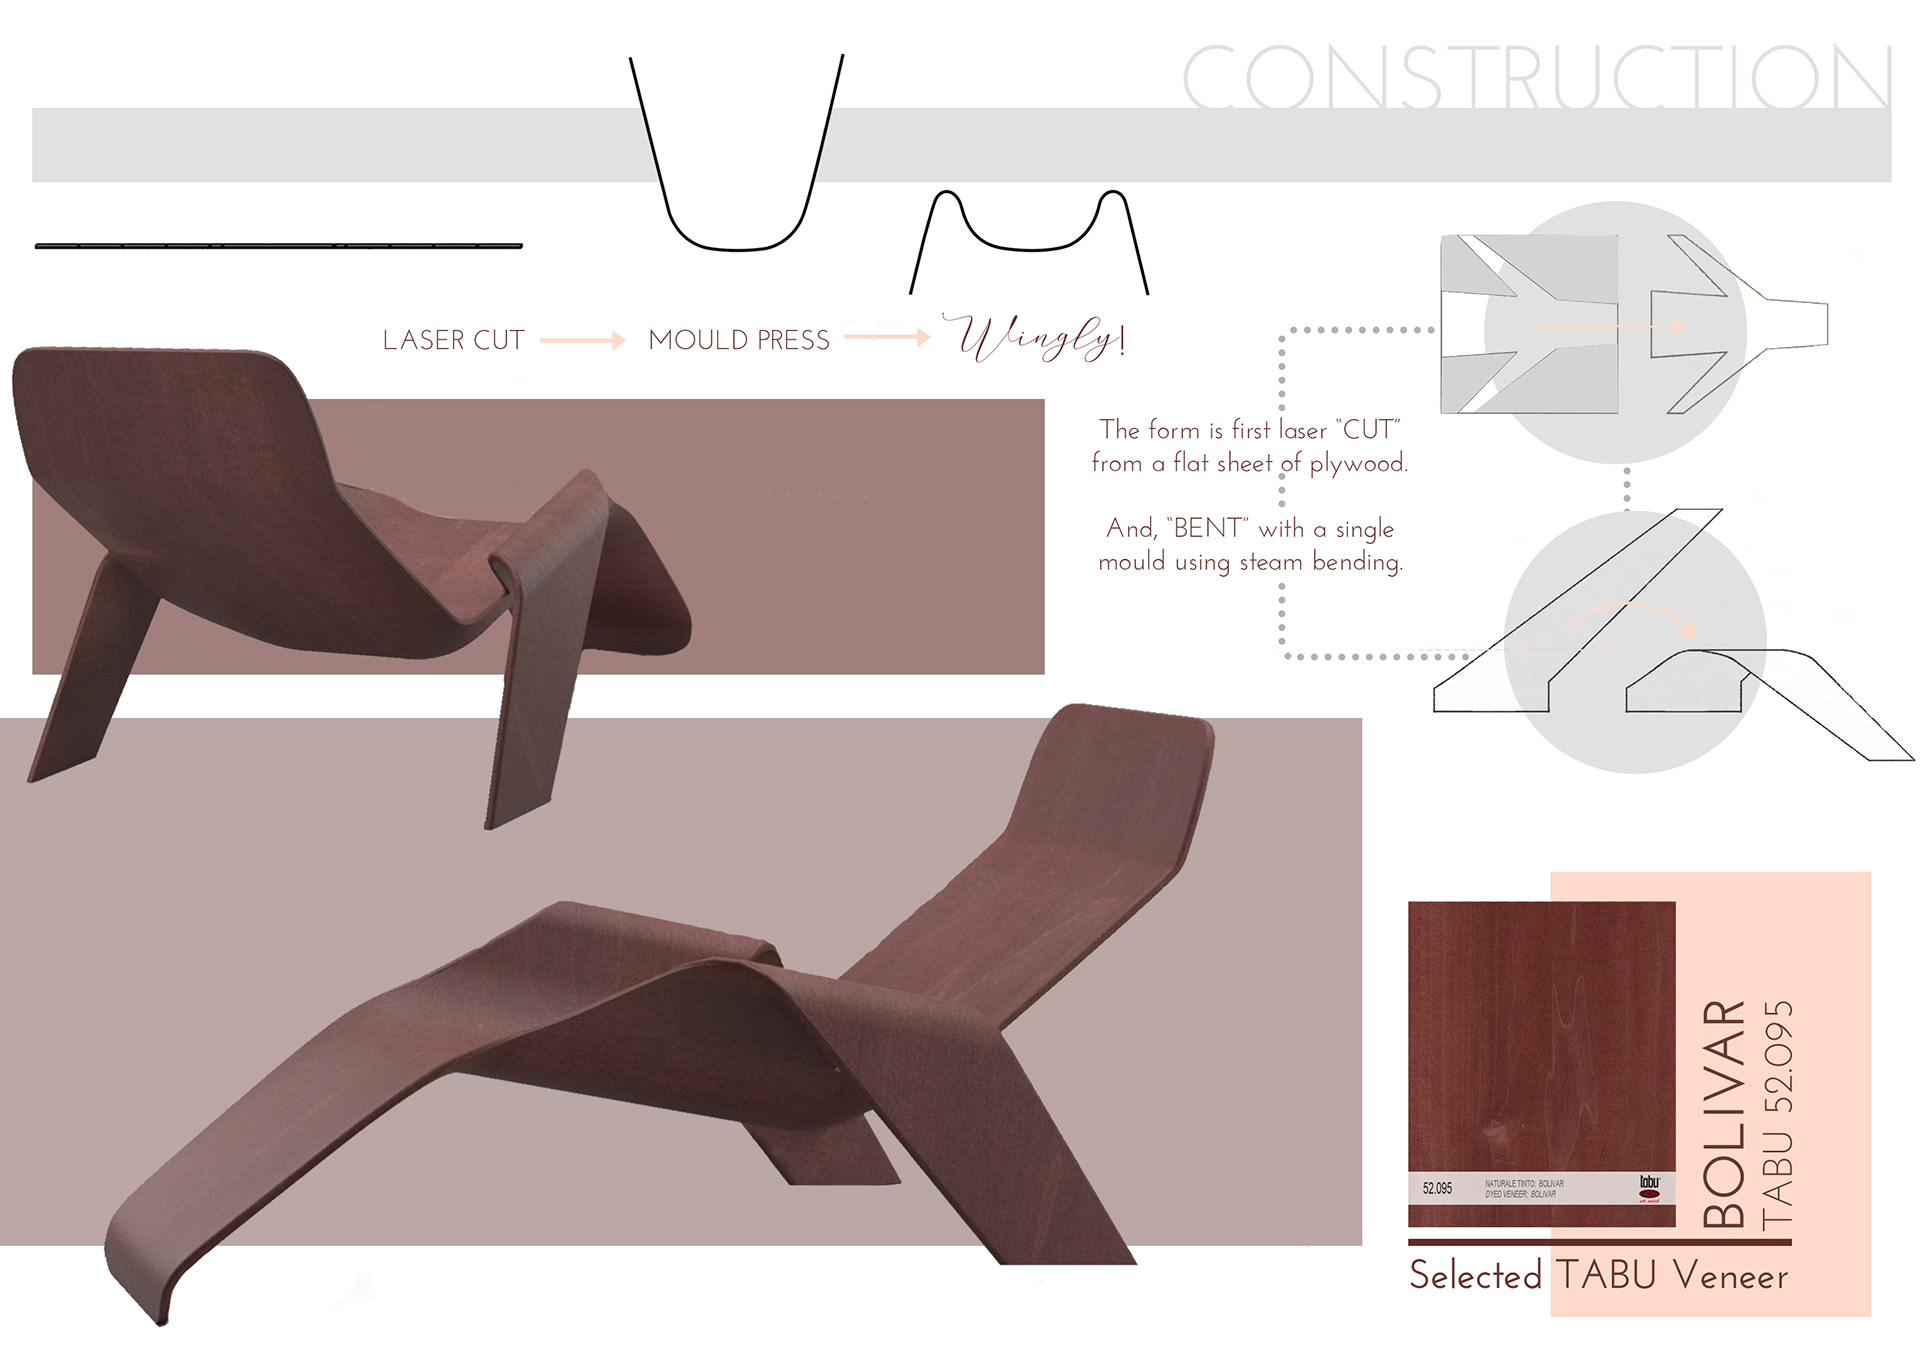 CONSTRUCTION
LASER CUT
MOULD PRESS
Wingly!
The form is first laser “CUT”
from a flat sheet of plywood.
And, “BENT” with a single
mould using steam bending.
BOLIVAR
TABU 52.095
52.095
NATURALE TINTO: BOLIVAR
DYED VENEER: BOLIVAR
tabu
Selected TABU Veneer